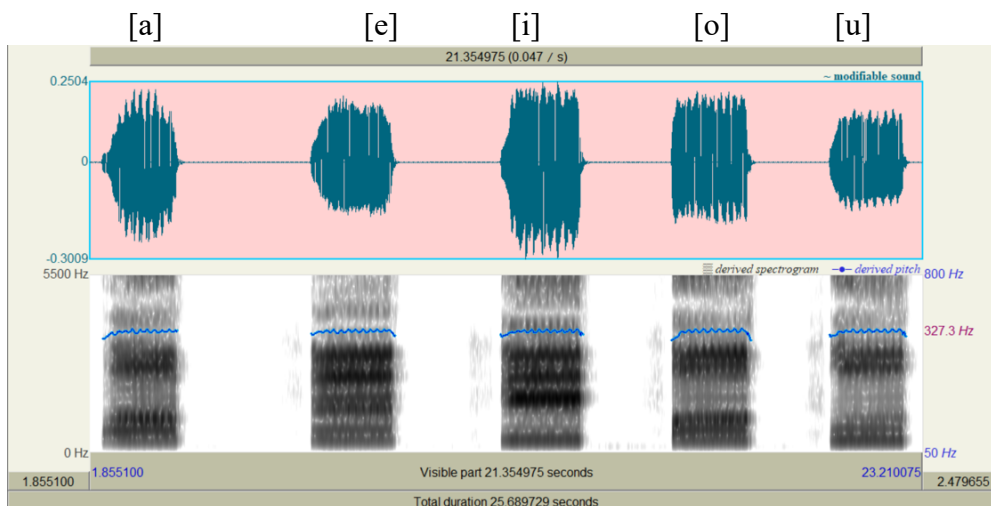 [a] [e] [i] [o] [u]
21.354975 (0.047 / s)
0.2504
~ modifiable sound
0
-0.3009
5500 Hz
derived spectrogram
derived pitch
800 Hz
327.3 Hz
0 Hz
50 Hz
1.855100
Visible part 21.354975 seconds
23.210075
1.855100
2.479655
Total duration 25.689729 seconds